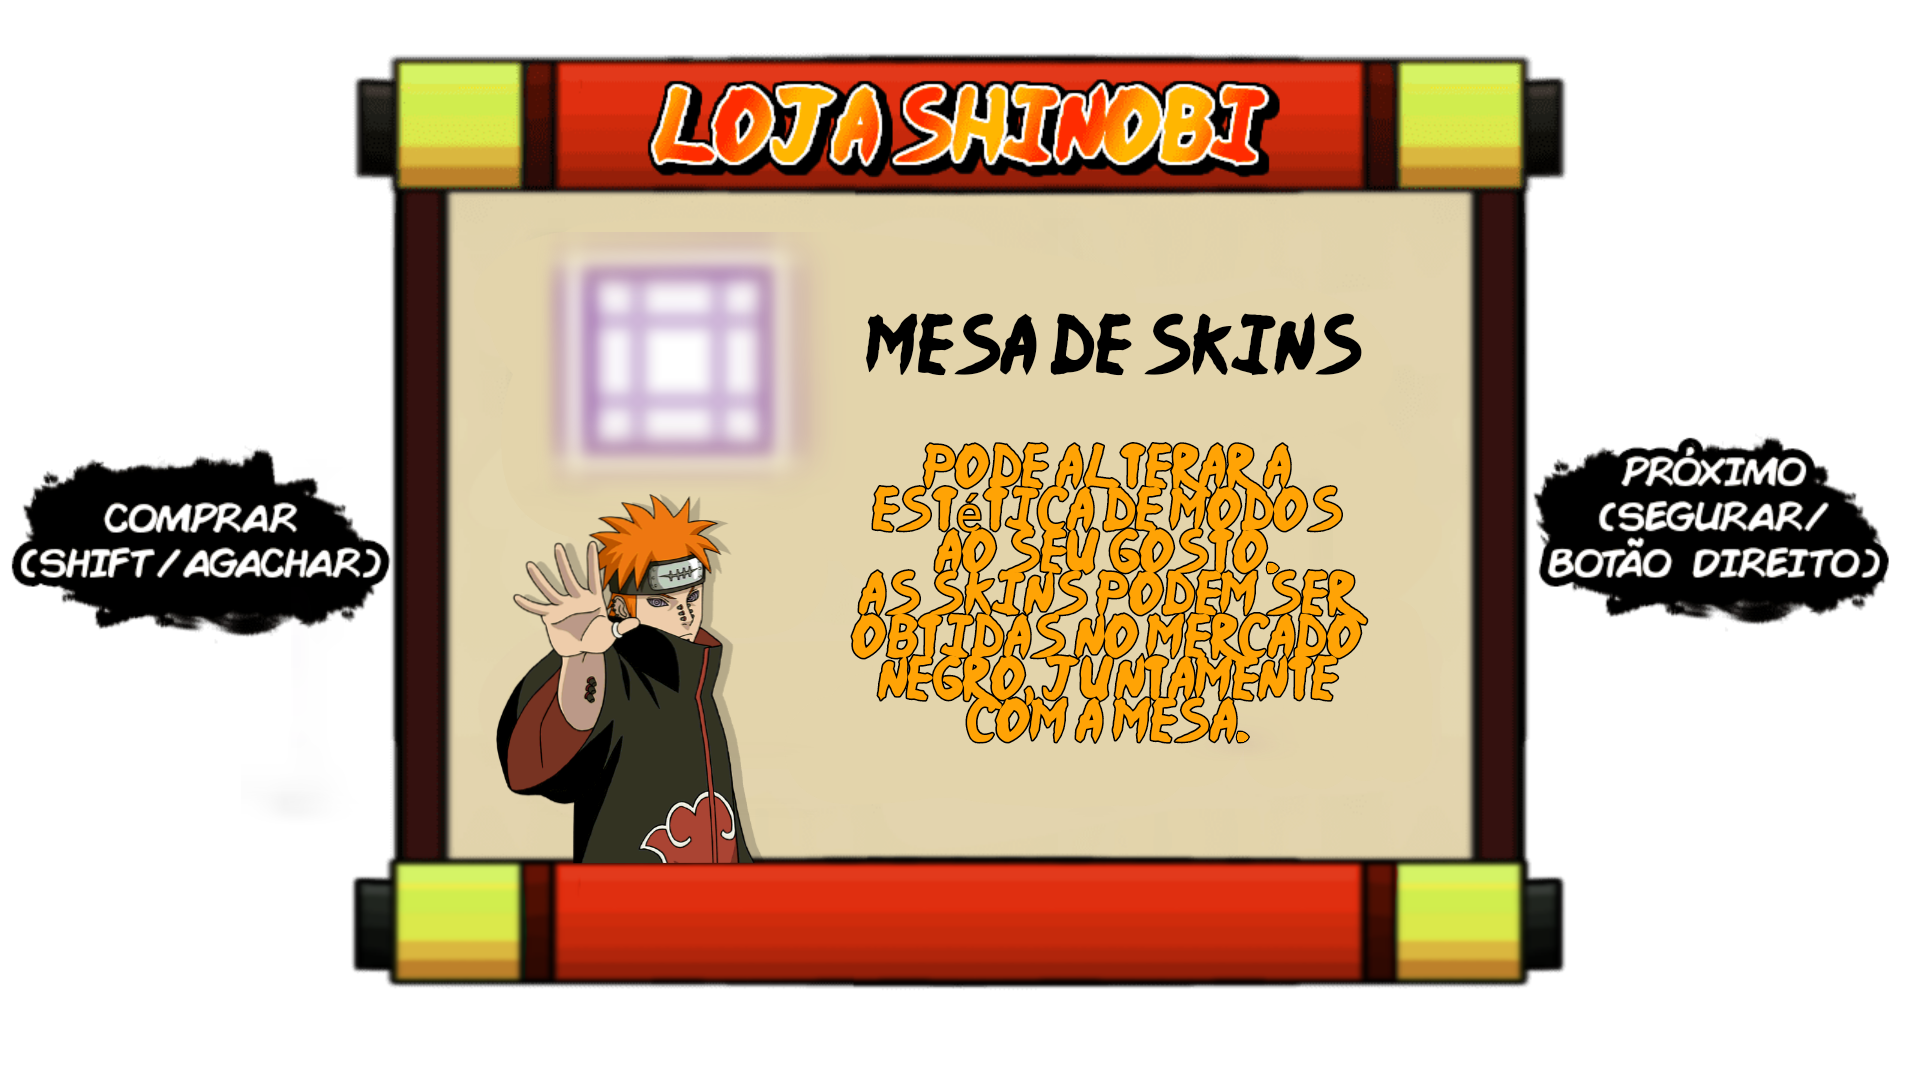 LOJA SHINOBI
MESA DE SKINS
PODE ALTERAR A
ESTéTICA DE MODOS
AO SEU GOSTO.
AS SKINS PODEM SER
OBTIDAS NO MERCADO
NEGRO, JUNTAMENTE
COM A MESA.
COMPRAR
(SHIFT/AGACHAR)
PRÓXIMO
(SEGURAR/
BOTÃO DIREITO)